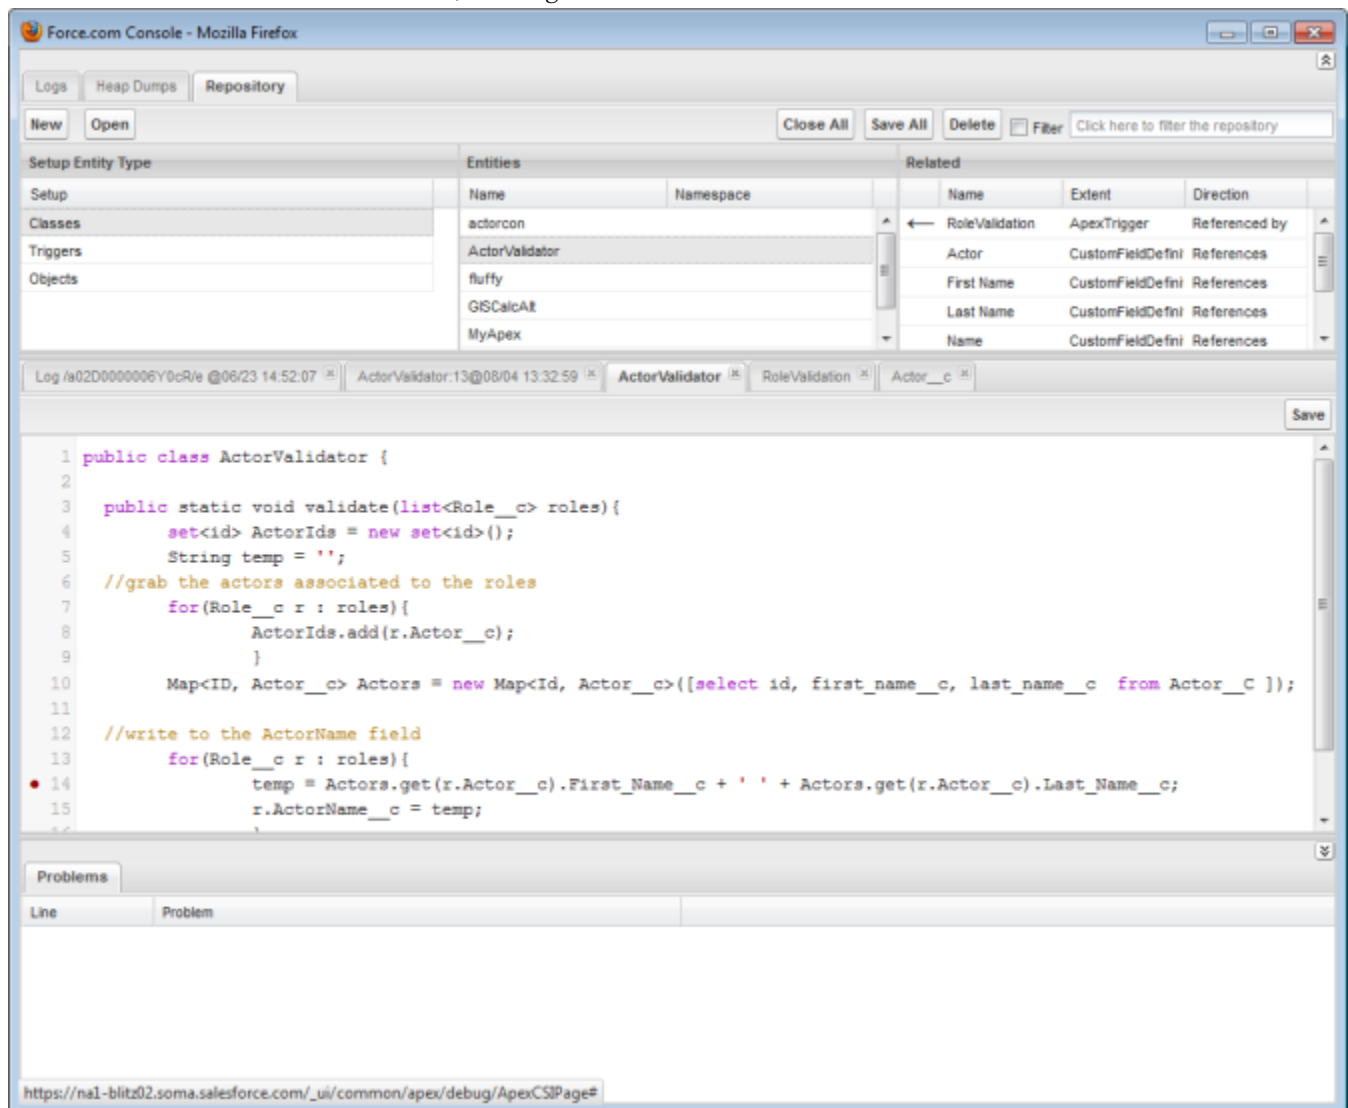 Force.com Console - Mozilla Firefox
Logs Heap Dumps Repository
New Open Close All Save All Delete Filter Click here to filter the repository
Setup Entity Type Entities Related
Setup Name Namespace Name Extent Direction
Classes actorcon RoleValidation ApexTrigger Referenced by
Triggers ActorValidator Actor CustomFieldDefini References
Objects fluffy First Name CustomFieldDefini References
GISCalcAlt Last Name CustomFieldDefini References
MyApex Name CustomFieldDefini References
Log /a02D0000006Y0cR/e @06/23 14:52:07 ActorValidator:13@08/04 13:32:59 ActorValidator RoleValidation Actor__c
Save
1 public class ActorValidator {
2
3 public static void validate(list<Role__c> roles){
4 set<id> ActorIds = new set<id>();
5 String temp = '';
6 //grab the actors associated to the roles
7 for(Role__c r : roles){
8 ActorIds.add(r.Actor__c);
9 }
10 Map<ID, Actor__c> Actors = new Map<Id, Actor__c>([select id, first_name__c, last_name__c from Actor__C ]);
11
12 //write to the ActorName field
13 for(Role__c r : roles){
14 temp = Actors.get(r.Actor__c).First_Name__c + ' ' + Actors.get(r.Actor__c).Last_Name__c;
15 r.ActorName__c = temp;
Problems
Line Problem
https://na1-blitz02.soma.salesforce.com/_ui/common/apex/debug/ApexCSIPage#